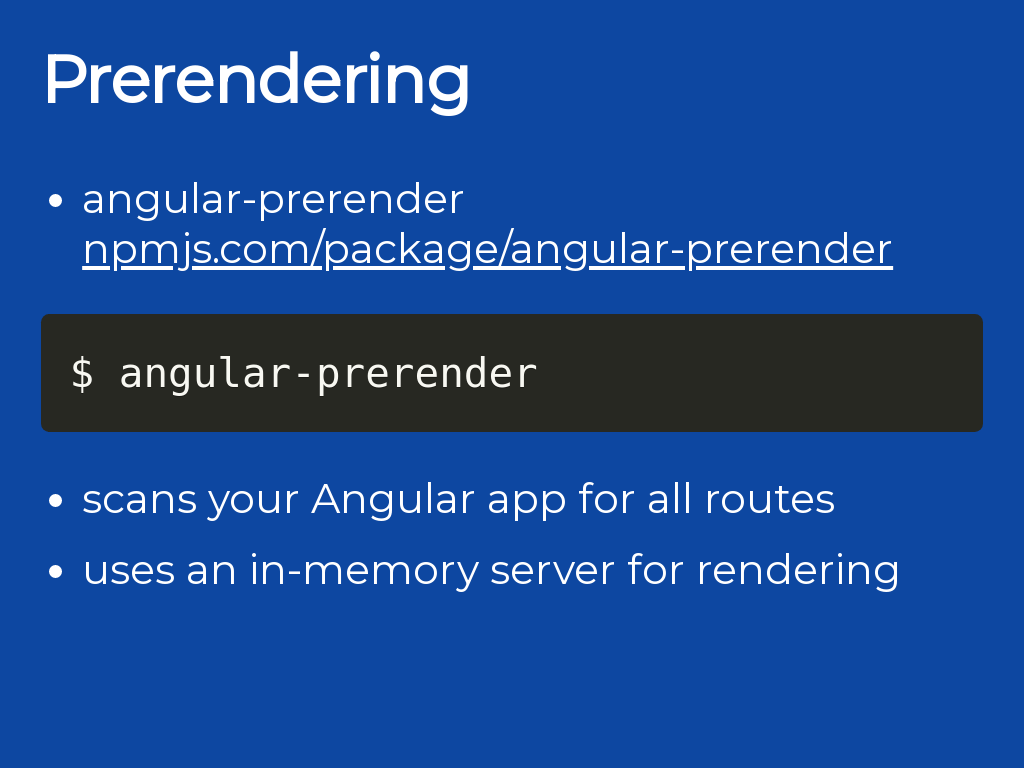 Prerendering
• angular-prerender
npmjs.com/package/angular-prerender
$ angular-prerender
• scans your Angular app for all routes
• uses an in-memory server for rendering